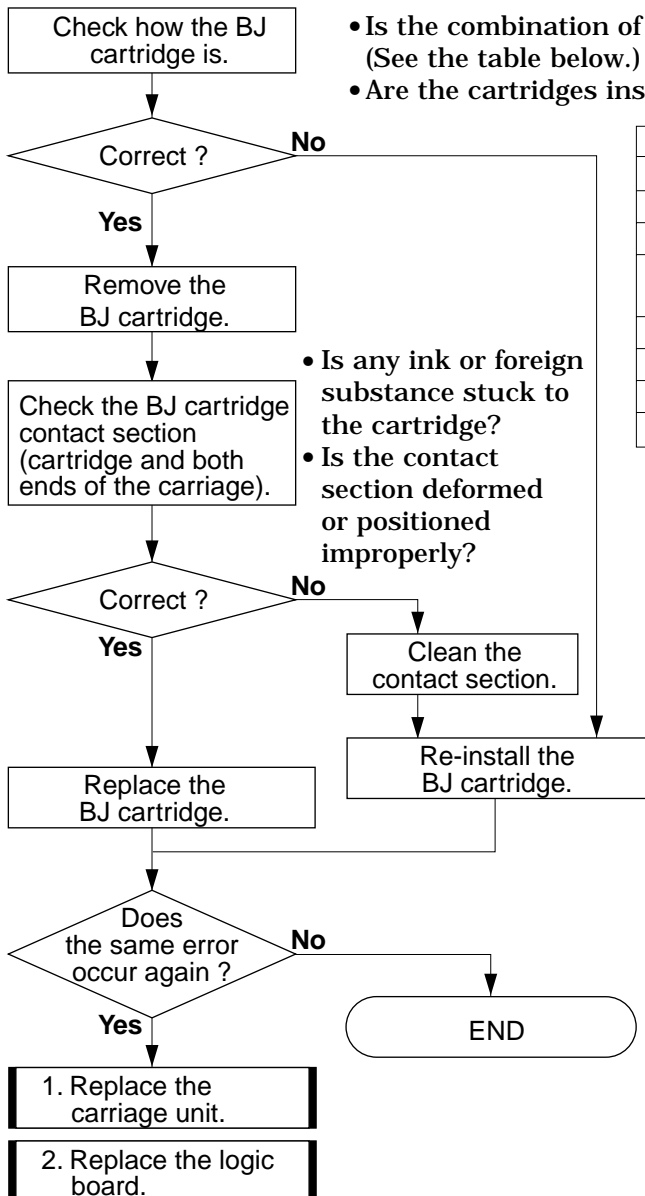 Check how the BJ
cartridge is.
• Is the combination of
(See the table below.)
• Are the cartridges ins
Correct ?
No
Yes
Remove the
BJ cartridge.
Check the BJ cartridge
contact section
(cartridge and both
ends of the carriage).
• Is any ink or foreign
substance stuck to
the cartridge?
• Is the contact
section deformed
or positioned
improperly?
Correct ?
No
Yes
Clean the
contact section.
Re-install the
BJ cartridge.
Replace the
BJ cartridge.
Does
the same error
occur again ?
No
Yes
END
1. Replace the
carriage unit.
2. Replace the logic
board.